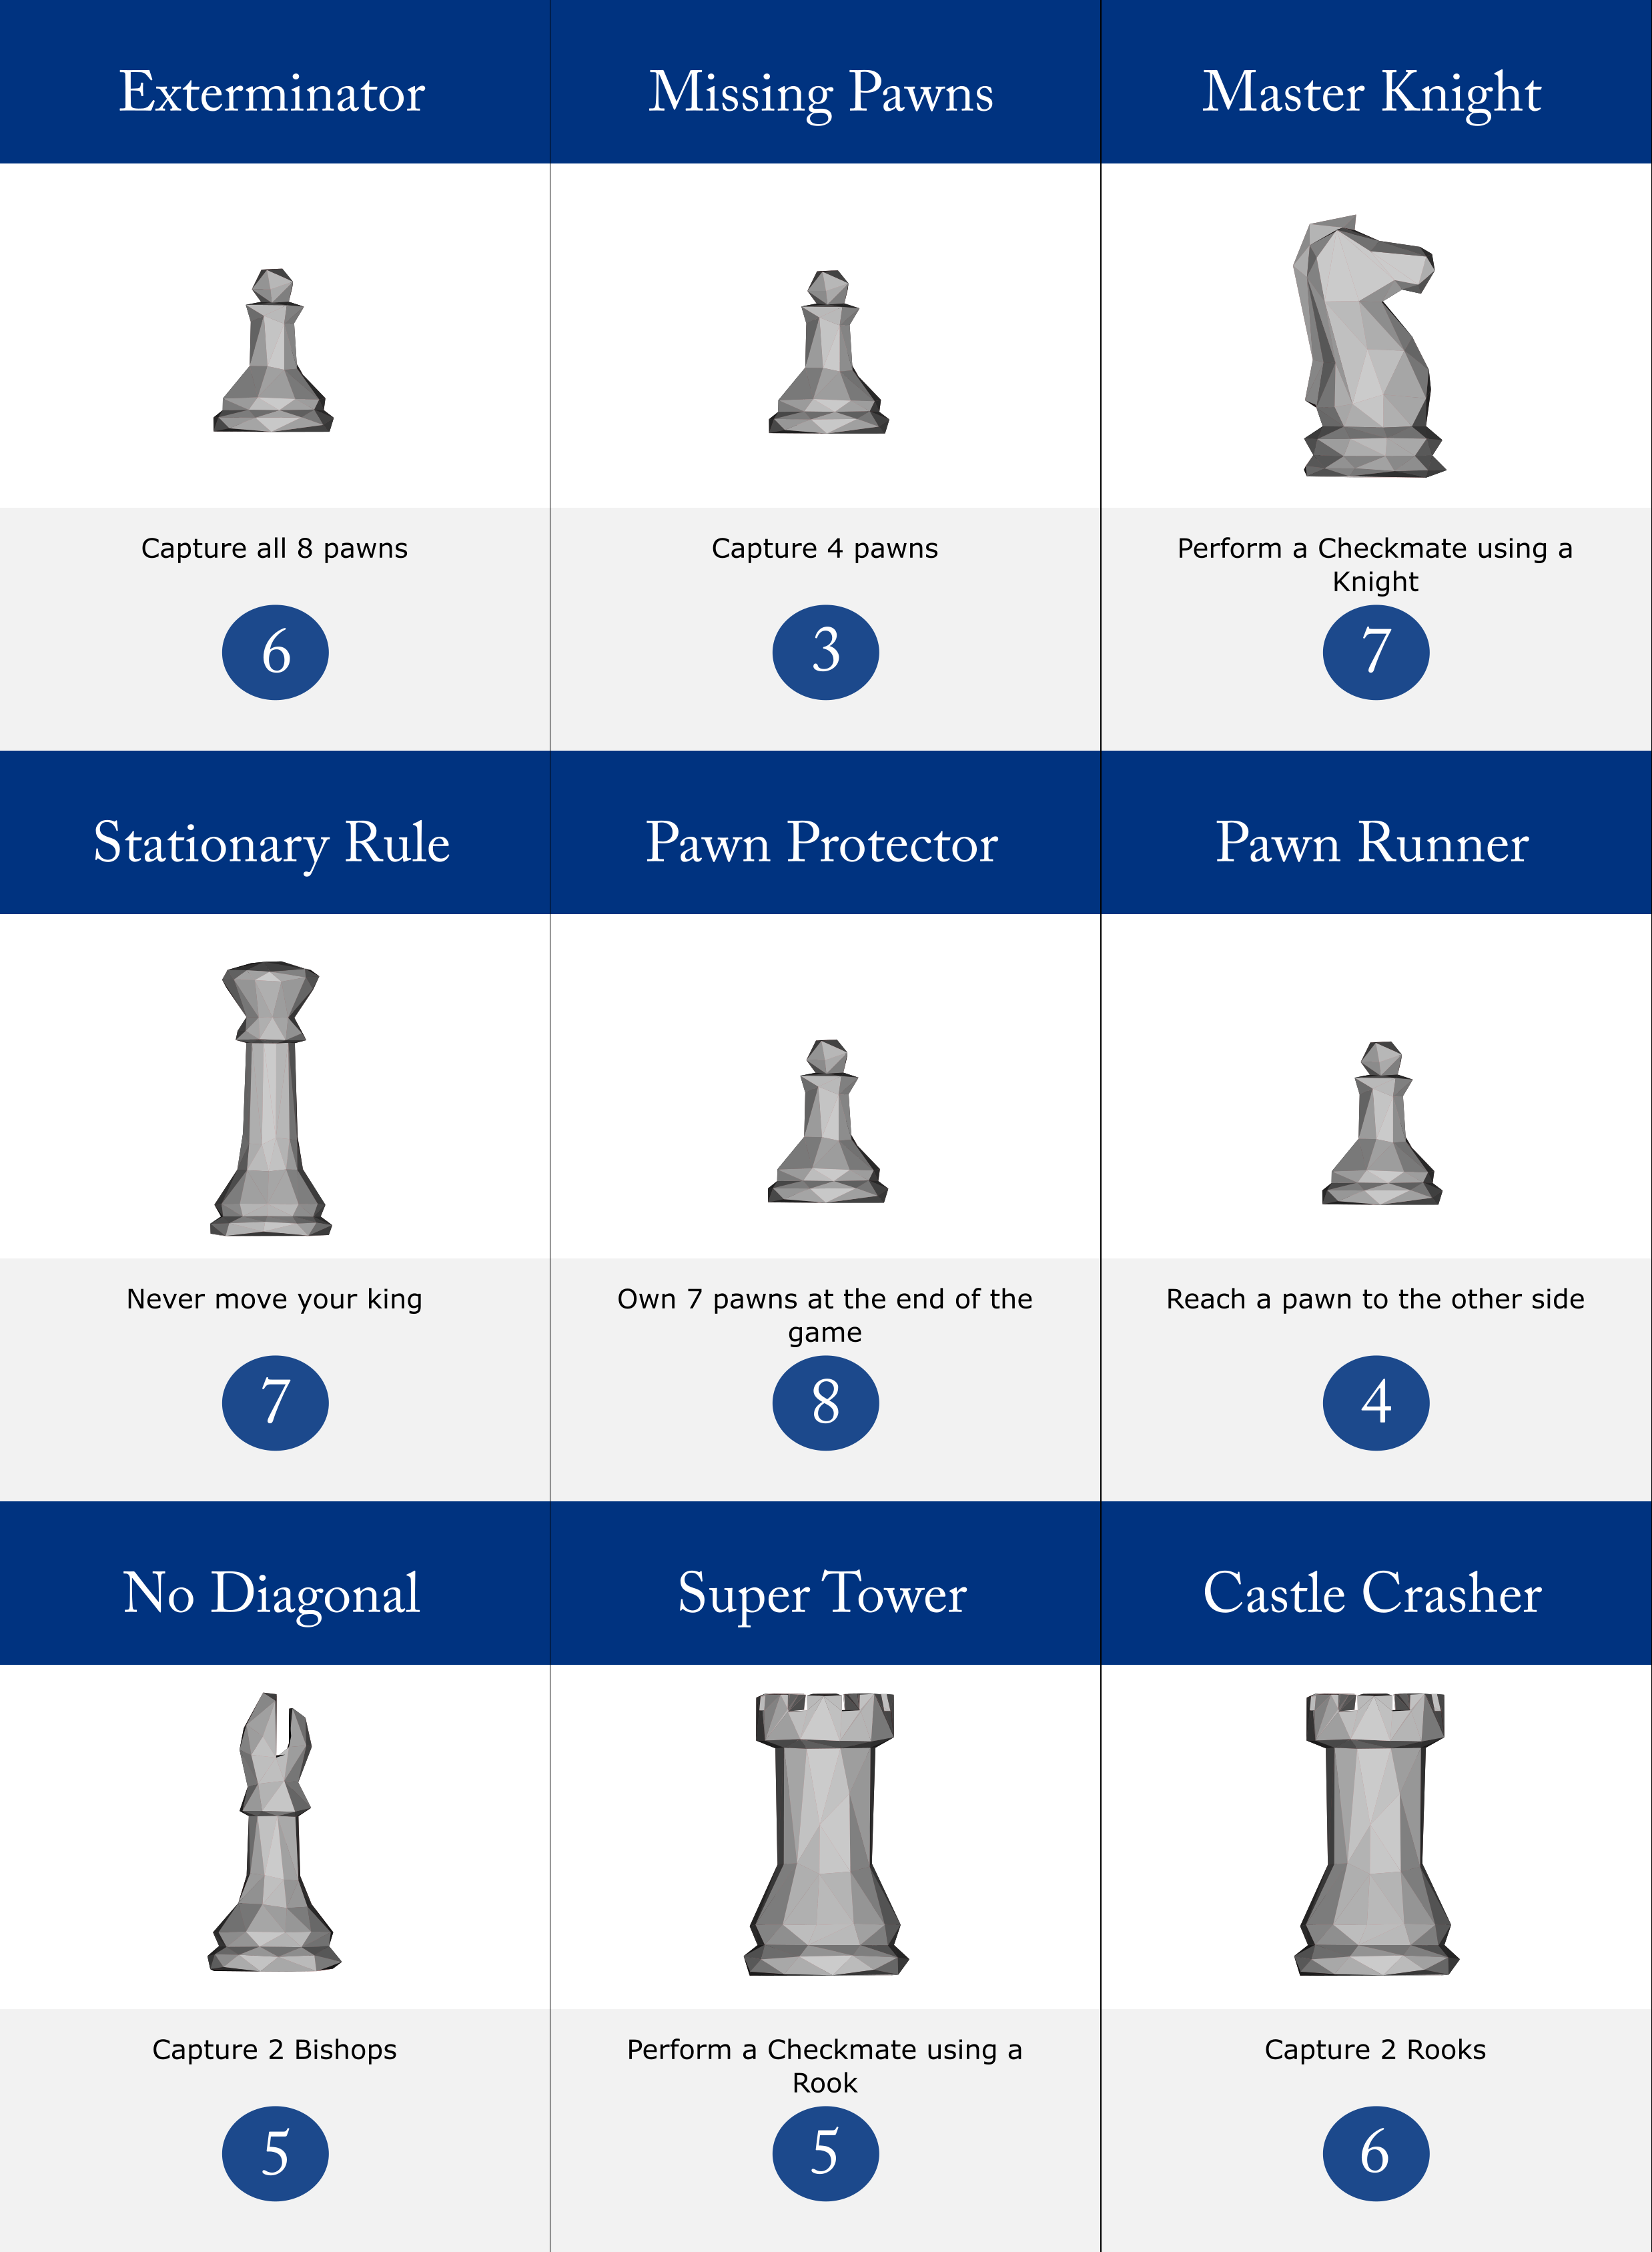 Exterminator
Missing Pawns
Master Knight
Capture all 8 pawns
6
Capture 4 pawns
3
Perform a Checkmate using a
Knight
7
Stationary Rule
Pawn Protector
Pawn Runner
Never move your king
7
Own 7 pawns at the end of the
game
8
Reach a pawn to the other side
4
No Diagonal
Super Tower
Castle Crasher
Capture 2 Bishops
5
Perform a Checkmate using a
Rook
5
Capture 2 Rooks
6